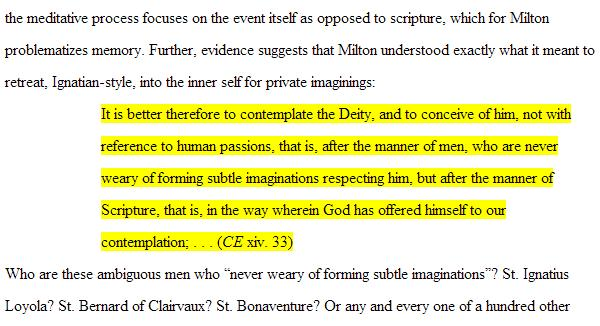 the meditative process focuses on the event itself as opposed to scripture, which for Milton
problematizes memory. Further, evidence suggests that Milton understood exactly what it meant to
retreat, Ignatian-style, into the inner self for private imaginings:
It is better therefore to contemplate the Deity, and to conceive of him, not with
reference to human passions, that is, after the manner of men, who are never
weary of forming subtle imaginations respecting him, but after the manner of
Scripture, that is, in the way wherein God has offered himself to our
contemplation; . . . (CE xiv. 33)
Who are these ambiguous men who “never weary of forming subtle imaginations”? St. Ignatius
Loyola? St. Bernard of Clairvaux? St. Bonaventure? Or any and every one of a hundred other